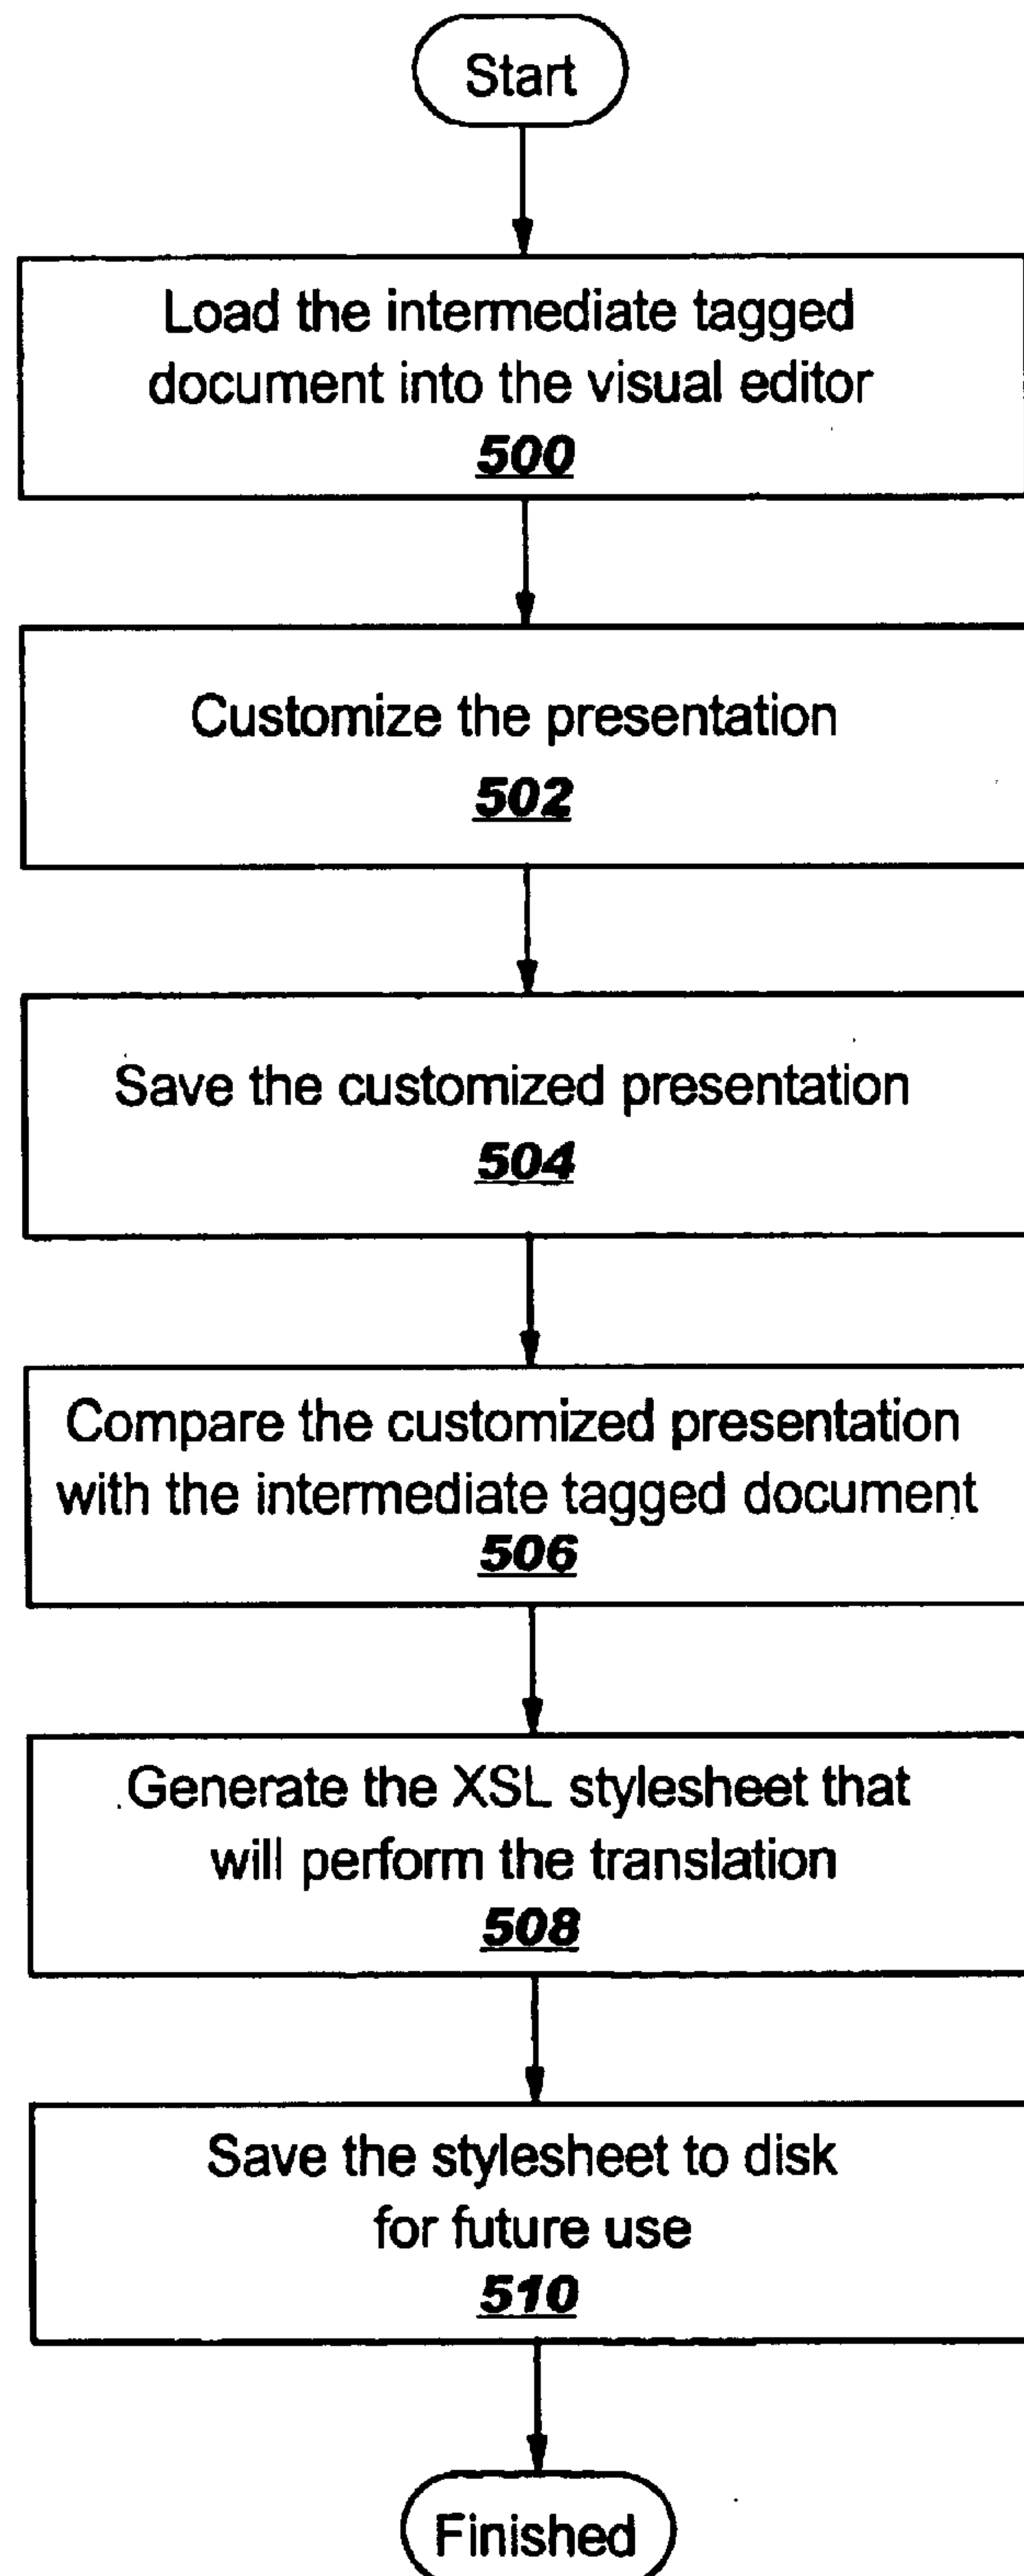 Start
Load the intermediate tagged
document into the visual editor
500
Customize the presentation
502
Save the customized presentation
504
Compare the customized presentation
with the intermediate tagged document
506
Generate the XSL stylesheet that
will perform the translation
508
Save the stylesheet to disk
for future use
510
Finished